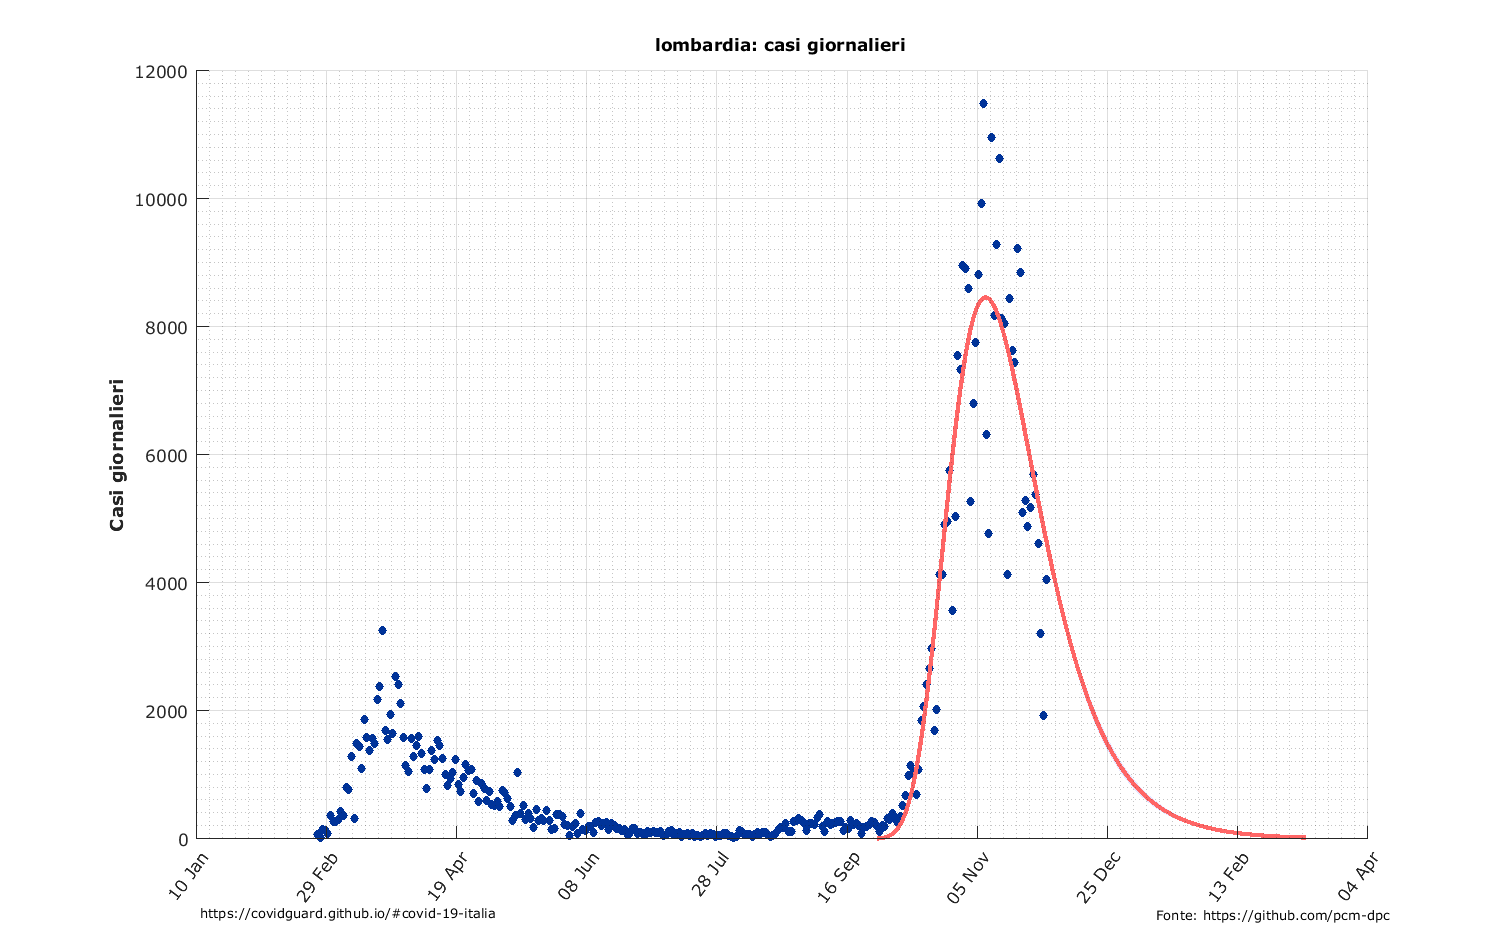 lombardia: casi giornalieri
12000
10000
8000
6000
4000
2000
0
Casi giornalieri
10 Jan
29 Feb
19 Apr
08 Jun
28 Jul
16 Sep
05 Nov
25 Dec
13 Feb
04 Apr
https://covidguard.github.io/#covid-19-italia
Fonte: https://github.com/pcm-dpc